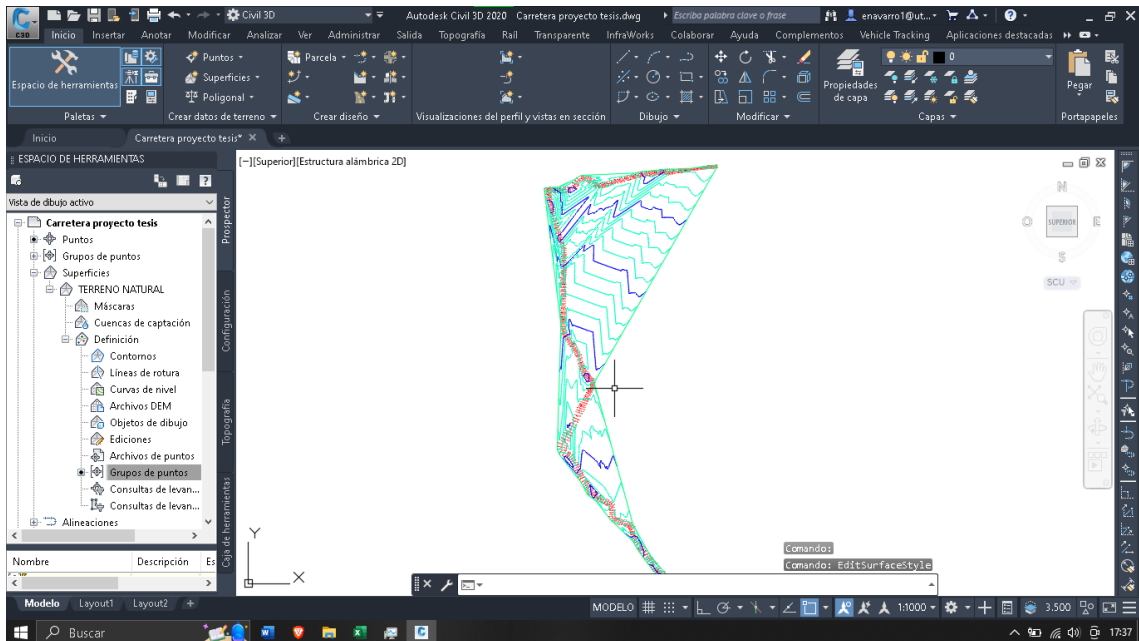 C3D
Civil 3D
Autodesk Civil 3D 2020 Carretera proyecto tesis.dwg
Escriba palabra clave o frase
enavarro1@ut...
Inicio Insertar Anotar Modificar Analizar Ver Administrar Salida Topografía Raíl Transparente InfraWorks Colaborar Ayuda Complementos Vehicle Tracking Aplicaciones destacadas
Puntos
Parcela
0
Superficies
Espacio de herramientas
Propiedades de capa
Pegar
Poligonal
Paletas
Crear datos de terreno
Crear diseño
Visualizaciones del perfil y vistas en sección
Dibujo
Modificar
Capas
Portapapeles
Inicio
Carretera proyecto tesis*
ESPACIO DE HERRAMIENTAS
[−][Superior][Estructura alámbrica 2D]
Vista de dibujo activo
Carretera proyecto tesis
Puntos
Grupos de puntos
Superficies
TERRENO NATURAL
Máscaras
Cuencas de captación
Definición
Contornos
Líneas de rotura
Curvas de nivel
Archivos DEM
Objetos de dibujo
Ediciones
Archivos de puntos
Grupos de puntos
Consultas de levan...
Consultas de levan...
Alineaciones
Nombre Descripción Es
Prospector
Configuración
Topografía
Caja de herramientas
N
O SUPERIOR E
S
SCU
Y
X
Comando:
Comando: EditSurfaceStyle
Modelo Layout1 Layout2 +
MODELO
1:1000
3.500
Buscar
17:37